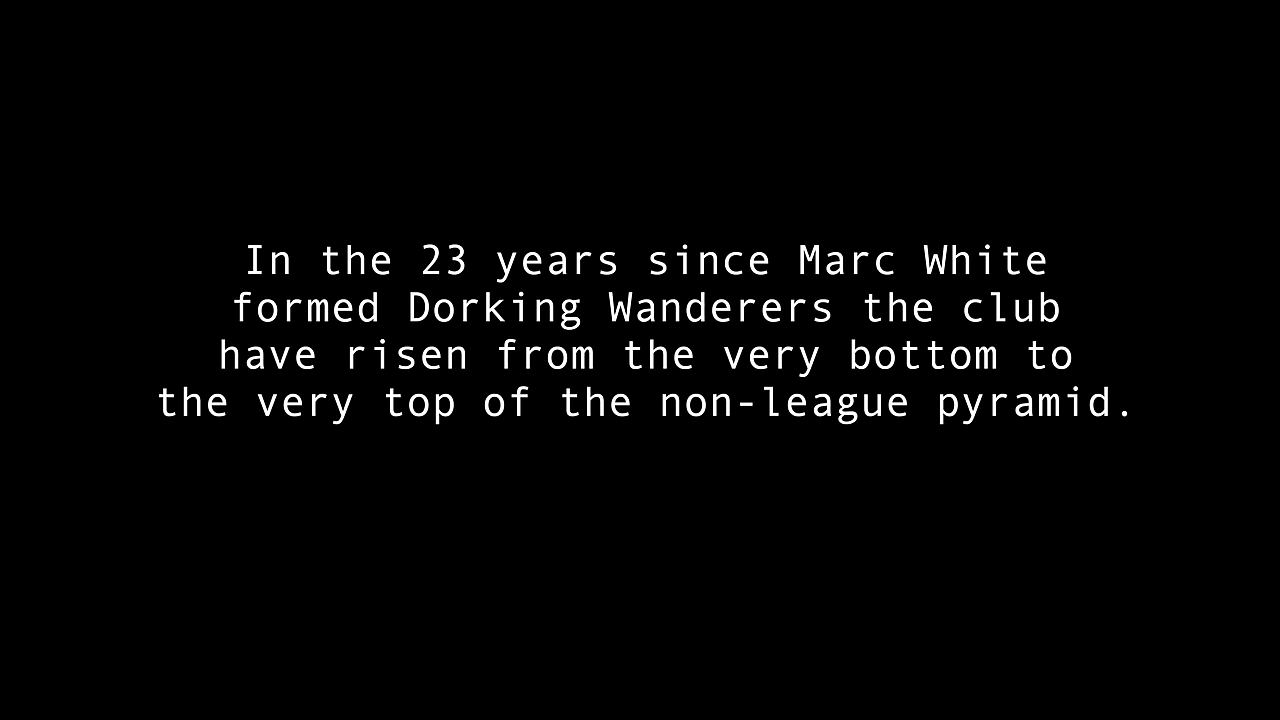 In the 23 years since Marc White
formed Dorking Wanderers the club
have risen from the very bottom to
the very top of the non-league pyramid.